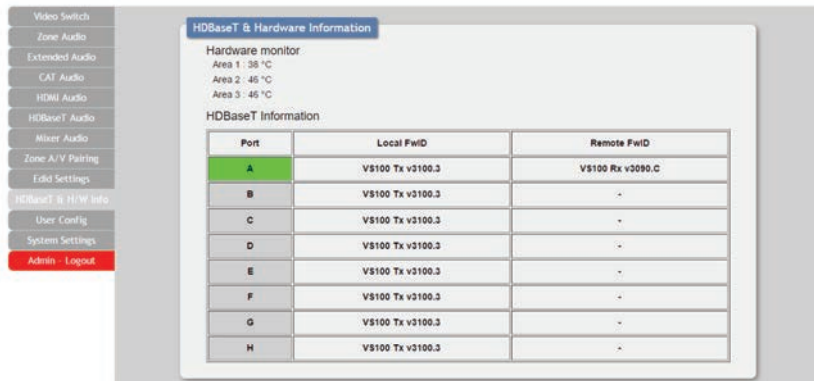 Video Switch
Zone Audio
Extended Audio
CAT Audio
HDMI Audio
HDBaseT Audio
Mixer Audio
Zone A/V Pairing
Edid Settings
HDBaseT & H/W Info
User Config
System Settings
Admin - Logout
HDBaseT & Hardware Information
Hardware monitor
Area 1 : 38 °C
Area 2 : 46 °C
Area 3 : 46 °C
HDBaseT Information
Port Local FwID Remote FwID
A VS100 Tx v3100.3 VS100 Rx v3090.C
B VS100 Tx v3100.3 -
C VS100 Tx v3100.3 -
D VS100 Tx v3100.3 -
E VS100 Tx v3100.3 -
F VS100 Tx v3100.3 -
G VS100 Tx v3100.3 -
H VS100 Tx v3100.3 -